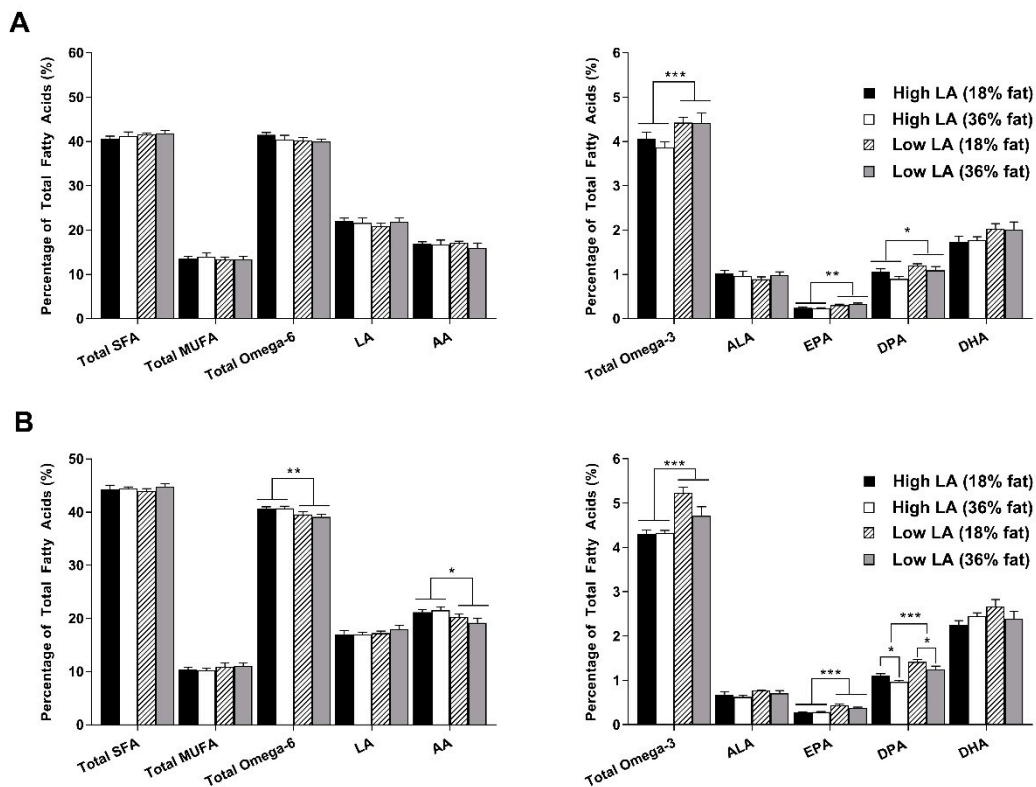 A
Percentage of Total Fatty Acids (%)
60
50
40
30
20
10
0
Total SFA
Total MUFA
Total Omega-6
LA
AA
Percentage of Total Fatty Acids (%)
6
5
4
3
2
1
0
***
**
*
Total Omega-3
ALA
EPA
DPA
DHA
High LA (18% fat)
High LA (36% fat)
Low LA (18% fat)
Low LA (36% fat)
B
Percentage of Total Fatty Acids (%)
50
40
30
20
10
0
**
*
Total SFA
Total MUFA
Total Omega-6
LA
AA
Percentage of Total Fatty Acids (%)
6
5
4
3
2
1
0
***
***
***
*
*
Total Omega-3
ALA
EPA
DPA
DHA
High LA (18% fat)
High LA (36% fat)
Low LA (18% fat)
Low LA (36% fat)